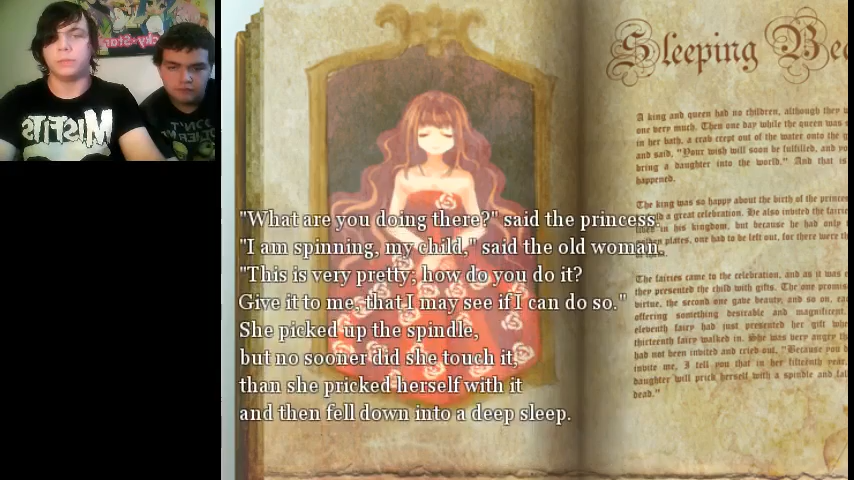 cky★Star
MISFITS
DON'T
Sleeping Bea
A king and queen had no children, although they w
one very much. Then one day while the queen was s
in her bath, a crab crept out of the water onto the g
and said, "Your wish will soon be fulfilled, and yo
bring a daughter into the world." And that is
happened.
The king was so happy about the birth of the princes
a great celebration. He also invited the fairie
in his kingdom, but because he had only
plates, one had to be left out, for there were th
The fairies came to the celebration, and as it was n
they presented the child with gifts. The one promis
virtue, the second one gave beauty, and so on, eac
offering something desirable and magnificent.
eleventh fairy had just presented her gift whe
thirteenth fairy walked in. She was very angry tha
had not been invited and cried out, "Because you d
invite me, I tell you that in her fifteenth year,
daughter will prick herself with a spindle and fal
dead."
"What are you doing there?" said the princess.
"I am spinning, my child," said the old woman.
"This is very pretty; how do you do it?
Give it to me, that I may see if I can do so."
She picked up the spindle,
but no sooner did she touch it,
than she pricked herself with it
and then fell down into a deep sleep.